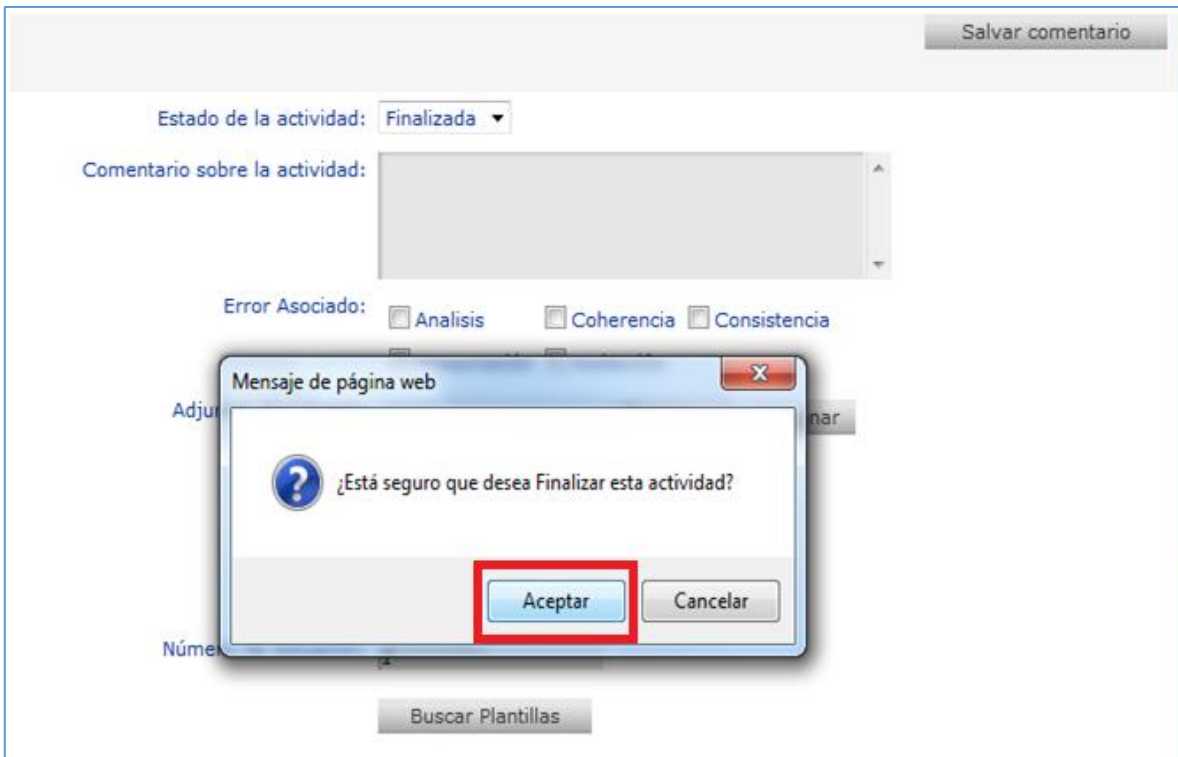 Salvar comentario
Estado de la actividad: Finalizada
Comentario sobre la actividad:
Error Asociado: Analisis Coherencia Consistencia
Mensaje de página web
¿Está seguro que desea Finalizar esta actividad?
Aceptar Cancelar
Buscar Plantillas